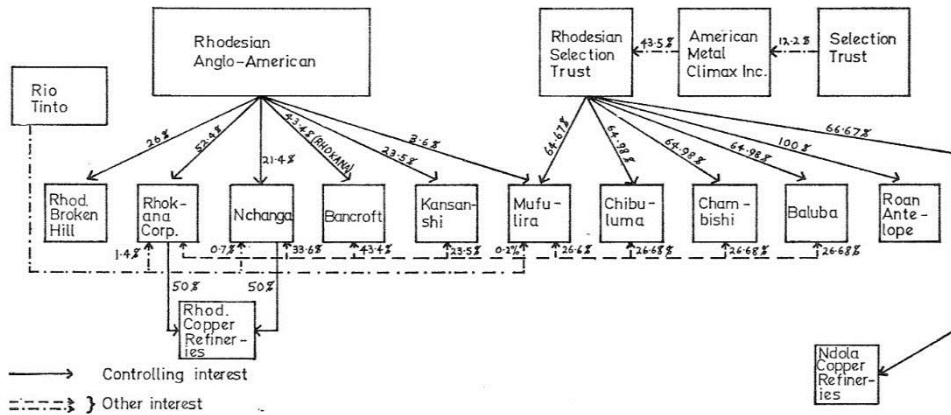 Rhodesian
Anglo-American
Rhodesian
Selection
Trust
43.5%
American
Metal
Climax Inc.
12.2%
Selection
Trust
Rio
Tinto
26%
52.4%
21.4%
43.4% (RHOKANA)
23.5%
3.6%
64.67%
64.98%
64.98%
64.98%
100%
66.67%
Rhod.
Broken
Hill
Rhok-
ana
Corp.
Nchanga
Bancroft
Kansan-
shi
Mufu-
lira
Chibu-
luma
Cham-
bishi
Baluba
Roan
Ante-
lope
1.4%
0.7%
33.6%
43.4%
23.5%
0.2%
26.6%
26.68%
26.68%
26.68%
50%
50%
Rhod.
Copper
Refiner-
ies
Ndola
Copper
Refiner-
ies
Controlling interest
} Other interest